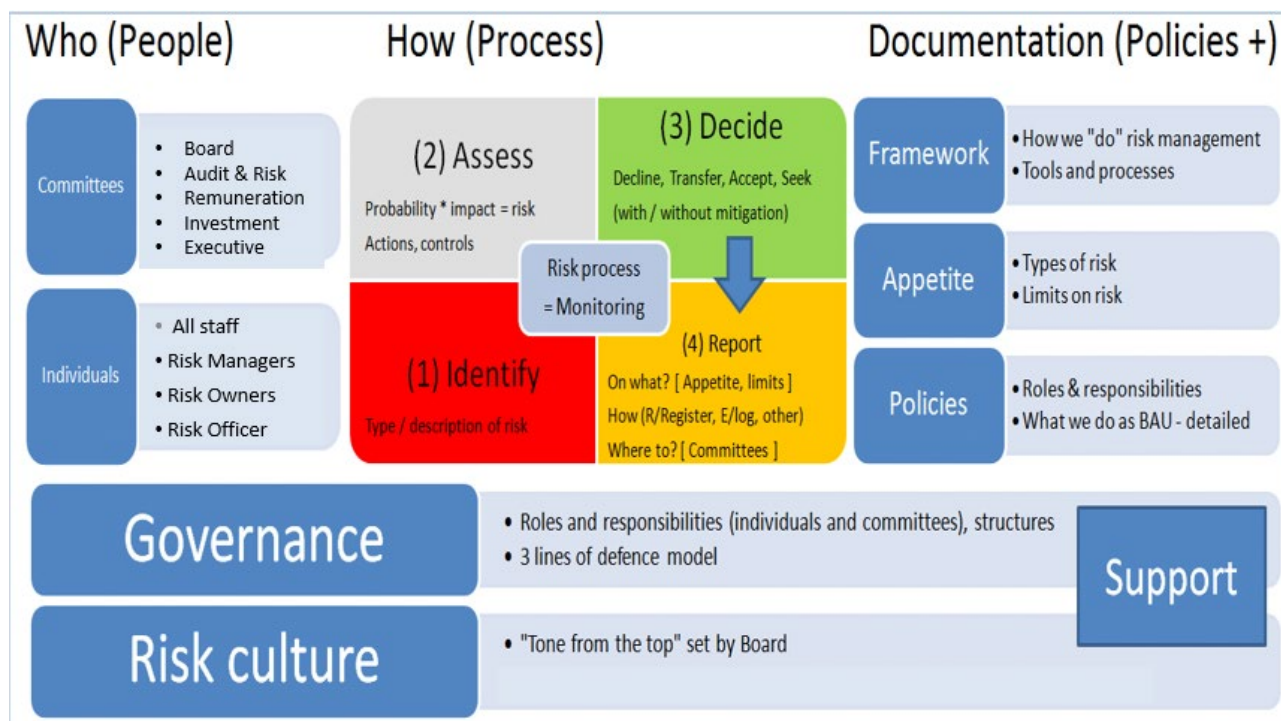 Who (People)
How (Process)
Documentation (Policies +)
Committees
• Board
• Audit & Risk
• Remuneration
• Investment
• Executive
Individuals
• All staff
• Risk Managers
• Risk Owners
• Risk Officer
(2) Assess
Probability * impact = risk
Actions, controls
(3) Decide
Decline, Transfer, Accept, Seek
(with / without mitigation)
Risk process
= Monitoring
(1) Identify
Type / description of risk
(4) Report
On what? [ Appetite, limits ]
How (R/Register, E/log, other)
Where to? [ Committees ]
Framework
• How we "do" risk management
• Tools and processes
Appetite
• Types of risk
• Limits on risk
Policies
• Roles & responsibilities
• What we do as BAU - detailed
Governance
• Roles and responsibilities (individuals and committees), structures
• 3 lines of defence model
Support
Risk culture
• "Tone from the top" set by Board